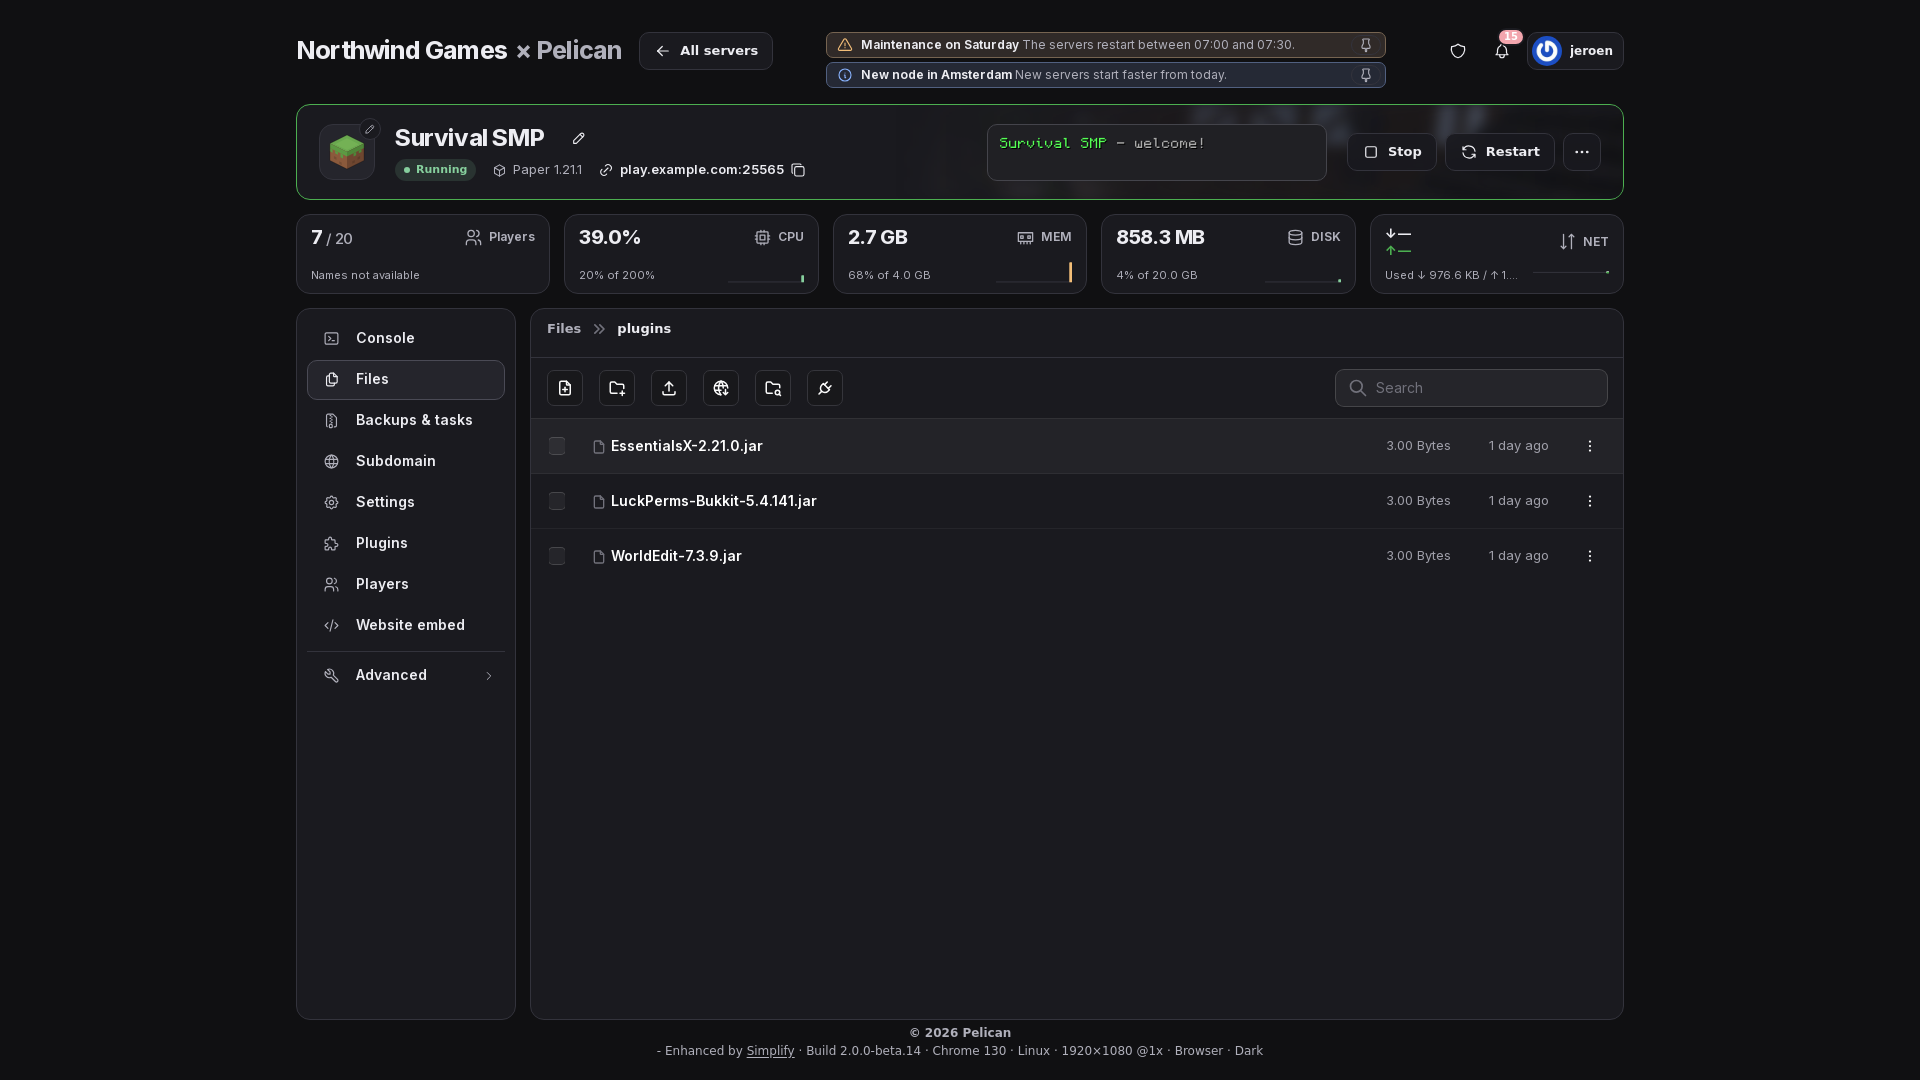 Northwind Games × Pelican
All servers
Maintenance on Saturday The servers restart between 07:00 and 07:30.
New node in Amsterdam New servers start faster from today.
15
jeroen
Survival SMP
Running
Paper 1.21.1
play.example.com:25565
Survival SMP - welcome!
Stop
Restart
7 / 20
Players
Names not available
39.0%
CPU
20% of 200%
2.7 GB
MEM
68% of 4.0 GB
858.3 MB
DISK
4% of 20.0 GB
↓—
↑—
NET
Used ↓ 976.6 KB / ↑ 1....
Console
Files
Backups & tasks
Subdomain
Settings
Plugins
Players
Website embed
Advanced
Files » plugins
Search
EssentialsX-2.21.0.jar 3.00 Bytes 1 day ago
LuckPerms-Bukkit-5.4.141.jar 3.00 Bytes 1 day ago
WorldEdit-7.3.9.jar 3.00 Bytes 1 day ago
© 2026 Pelican
- Enhanced by Simplify · Build 2.0.0-beta.14 · Chrome 130 · Linux · 1920×1080 @1x · Browser · Dark